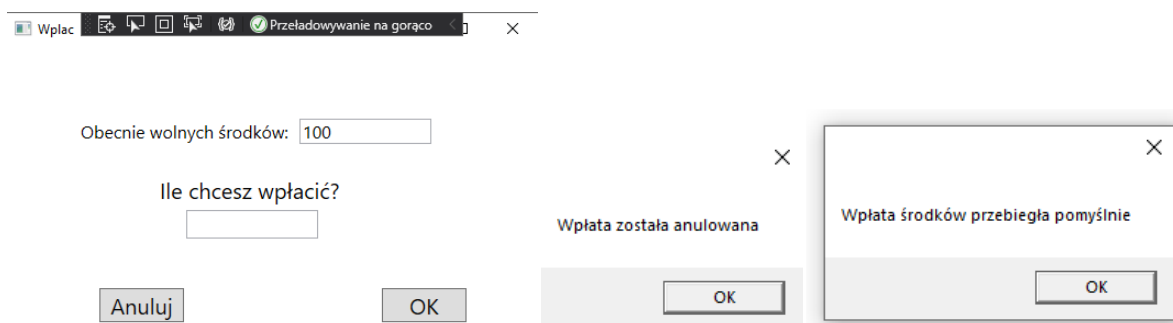 Wplac
Przeładowywanie na gorąco
Obecnie wolnych środków: 100
Ile chcesz wpłacić?
Anuluj
OK
Wpłata została anulowana
OK
Wpłata środków przebiegła pomyślnie
OK